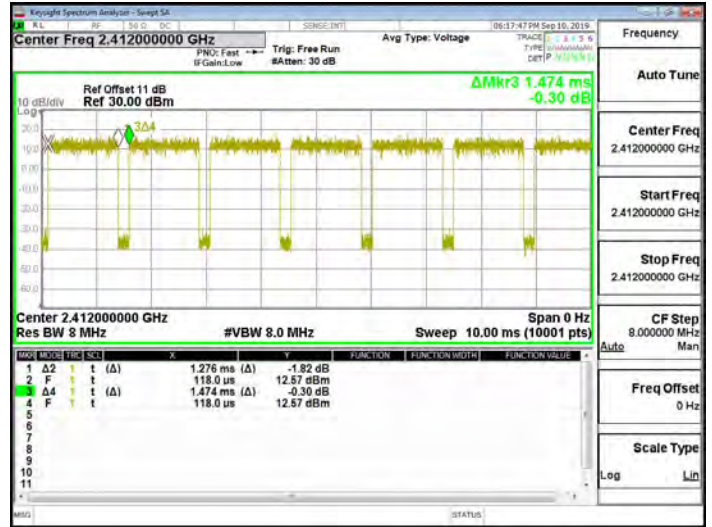 Keysight Spectrum Analyzer - Swept SA
RL RF 50 Ω DC SENSE:INT 06:17:47 PM Sep 10, 2019
Center Freq 2.412000000 GHz
PNO: Fast
IFGain:Low
Trig: Free Run
#Atten: 30 dB
Avg Type: Voltage
TRACE 1 2 3 4 5 6
TYPE
DET P
Ref Offset 11 dB
10 dB/div Ref 30.00 dBm
Log
ΔMkr3 1.474 ms
-0.30 dB
20.0
10.0
0.00
-10.0
-20.0
-30.0
-40.0
-50.0
-60.0
3Δ4
Center 2.412000000 GHz Span 0 Hz
Res BW 8 MHz #VBW 8.0 MHz Sweep 10.00 ms (10001 pts)
MKR MODE TRC SCL X Y FUNCTION FUNCTION WIDTH FUNCTION VALUE
1 Δ2 1 t (Δ) 1.276 ms (Δ) -1.82 dB
2 F 1 t 118.0 µs 12.57 dBm
3 Δ4 1 t (Δ) 1.474 ms (Δ) -0.30 dB
4 F 1 t 118.0 µs 12.57 dBm
5
6
7
8
9
10
11
MSG STATUS
Frequency
Auto Tune
Center Freq
2.412000000 GHz
Start Freq
2.412000000 GHz
Stop Freq
2.412000000 GHz
CF Step
8.000000 MHz
Auto Man
Freq Offset
0 Hz
Scale Type
Log Lin